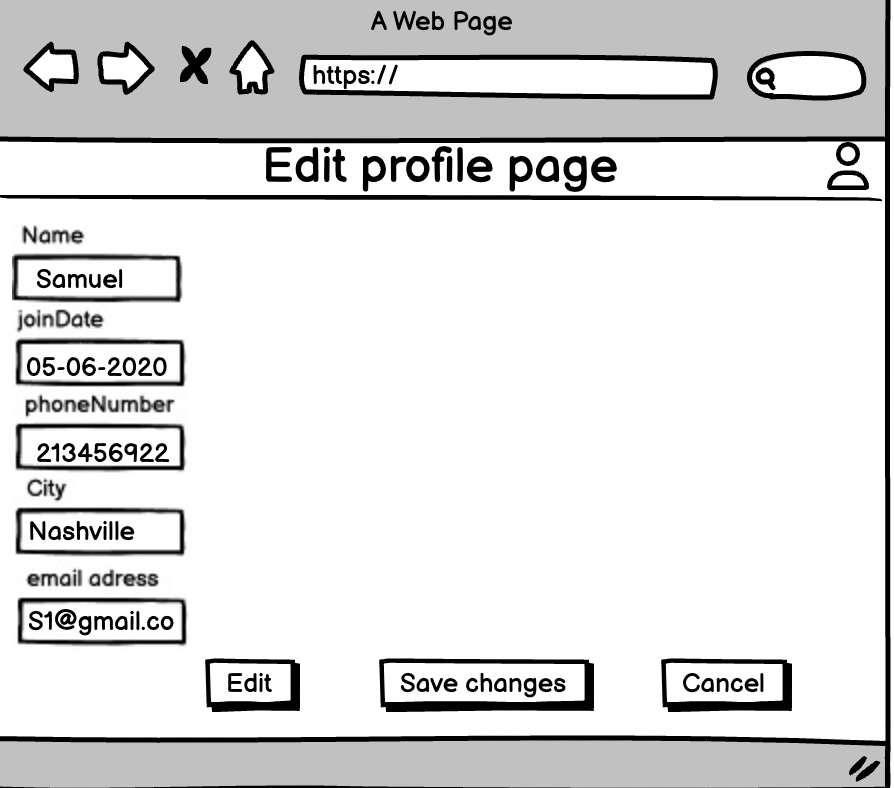 A Web Page
https://
Edit profile page
Name
Samuel
joinDate
05-06-2020
phoneNumber
213456922
City
Nashville
email adress
S1@gmail.co
Edit
Save changes
Cancel